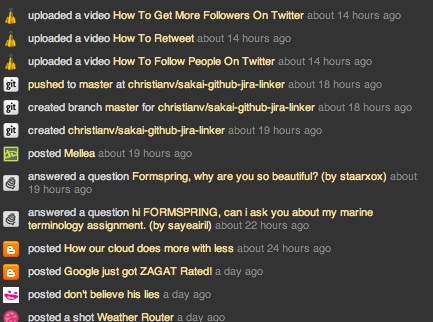 uploaded a video How To Get More Followers On Twitter about 14 hours ago
uploaded a video How To Retweet about 14 hours ago
uploaded a video How To Follow People On Twitter about 14 hours ago
git pushed to master at christianv/sakai-github-jira-linker about 18 hours ago
git created branch master for christianv/sakai-github-jira-linker about 18 hours ago
git created christianv/sakai-github-jira-linker about 19 hours ago
posted Mellea about 19 hours ago
answered a question Formspring, why are you so beautiful? (by staarxox) about
19 hours ago
answered a question hi FORMSPRING, can i ask you about my marine
terminology assignment. (by sayeairil) about 22 hours ago
posted How our cloud does more with less about 24 hours ago
posted Google just got ZAGAT Rated! a day ago
posted don't believe his lies a day ago
posted a shot Weather Router a day ago